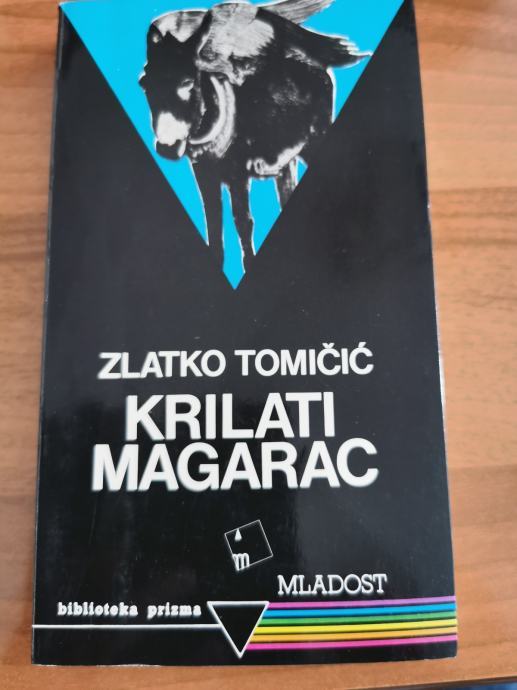 ZLATKO TOMIČIĆ
KRILATI
MAGARAC
m
MLADOST
biblioteka prizma